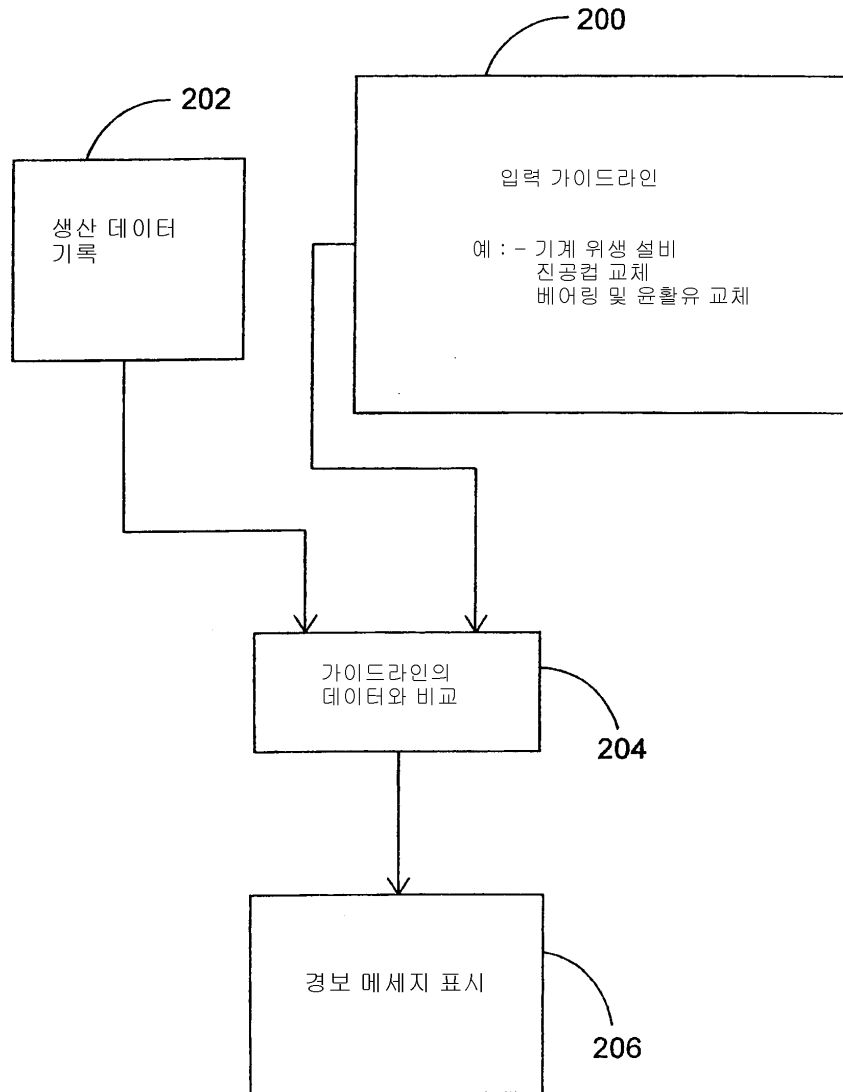 200
202
입력 가이드라인
생산 데이터
기록
예 : - 기계 위생 설비
진공컵 교체
베어링 및 윤활유 교체
가이드라인의
데이터와 비교
204
경보 메세지 표시
206